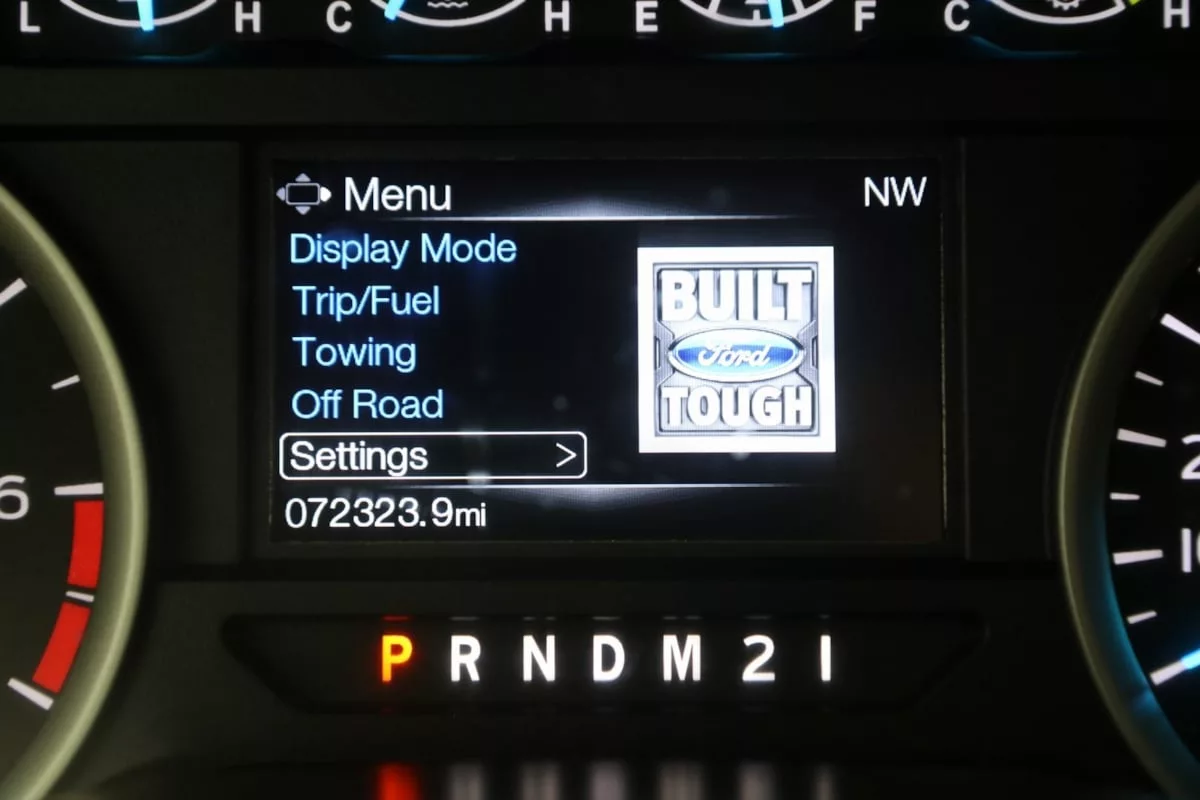 L H C H E F C H
Menu NW
Display Mode
Trip/Fuel
Towing
Off Road
Settings >
BUILT
Ford
TOUGH
072323.9mi
6
P R N D M 2 1